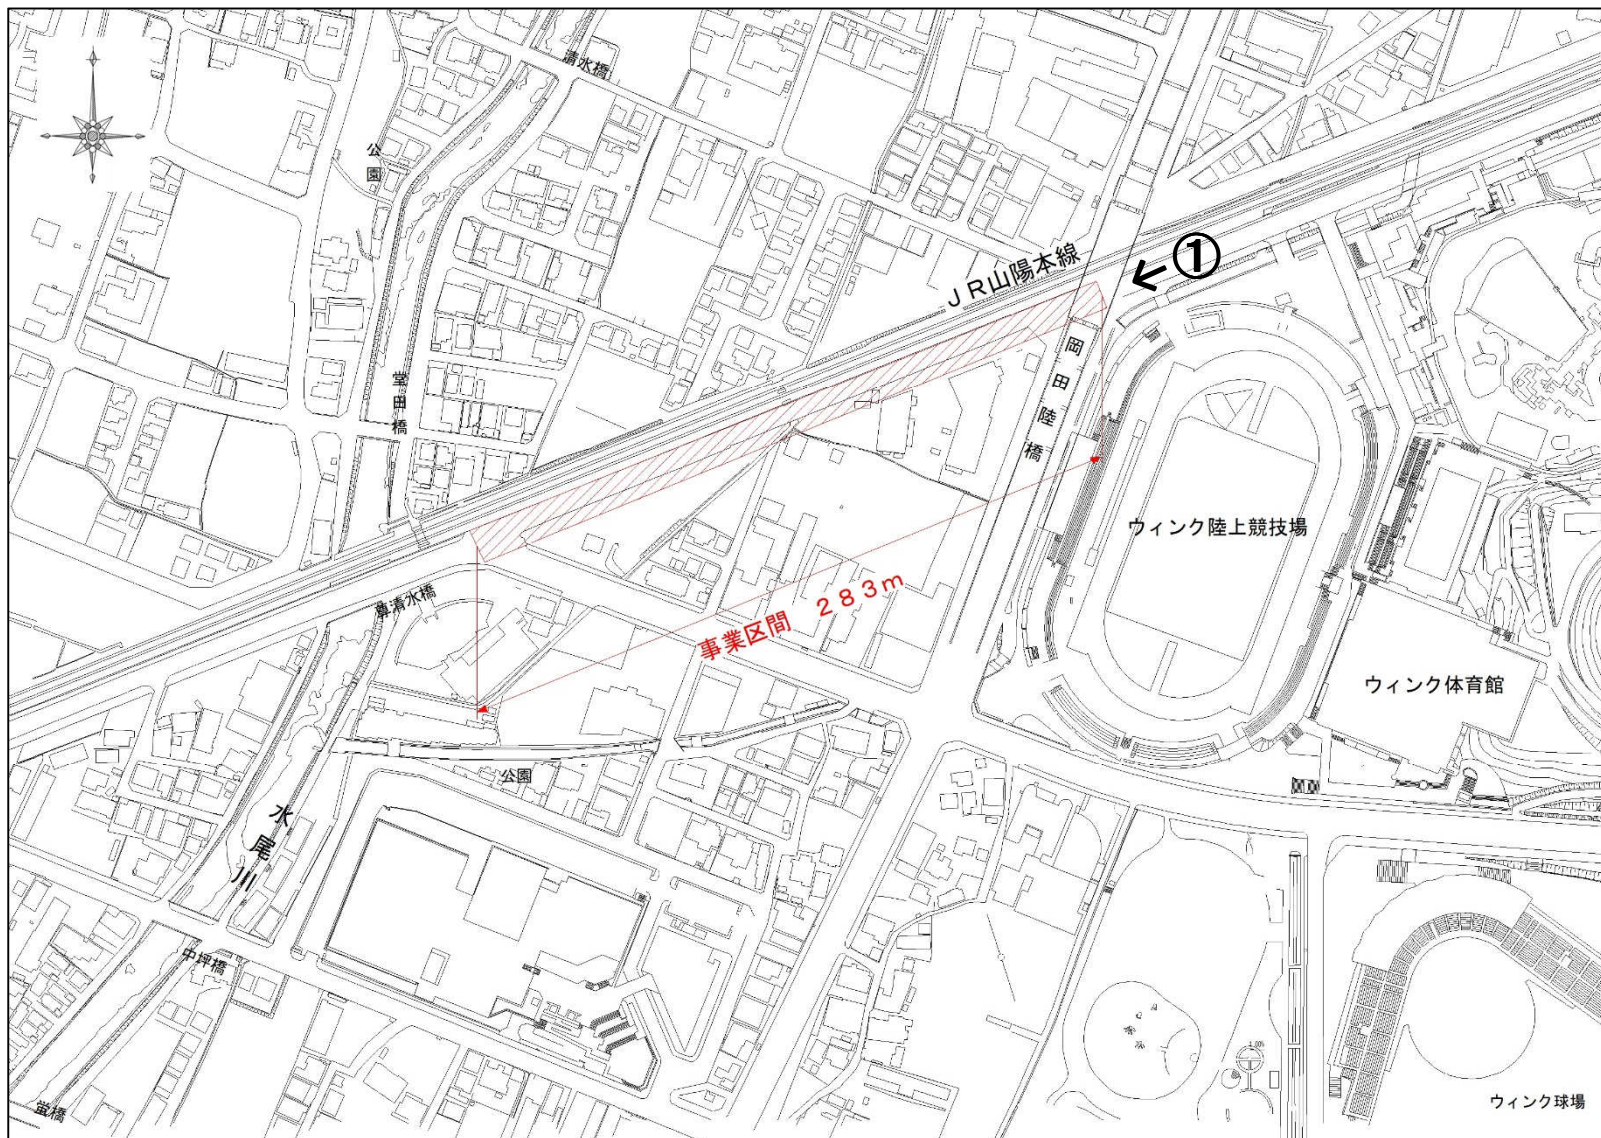 清水橋
公園
①
ＪＲ山陽本線
岡田陸橋
堂田橋
ウィンク陸上競技場
事業区間　２８３ｍ
清水橋
ウィンク体育館
公園
水尾川
中坪橋
蛍橋
ウィンク球場